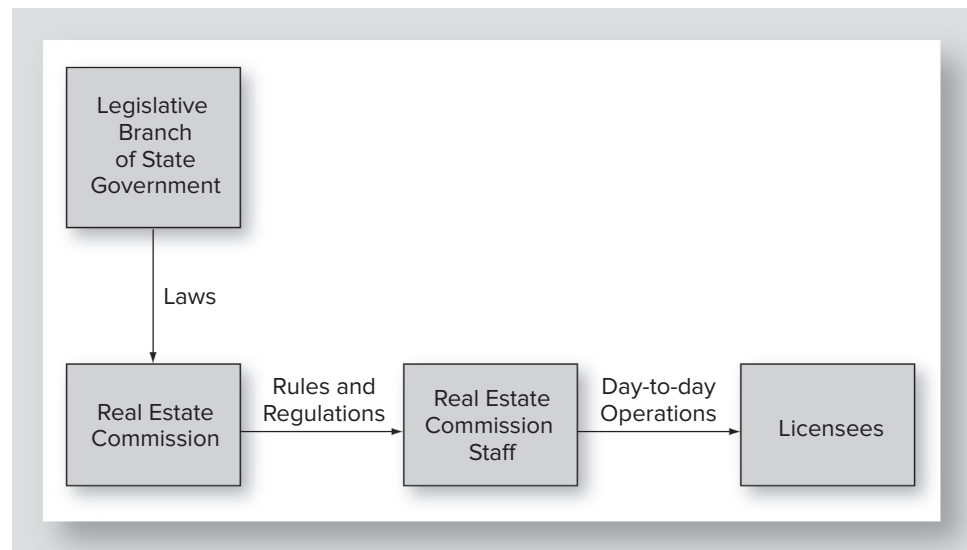 Legislative
Branch
of State
Government
Laws
Real Estate
Commission
Rules and
Regulations
Real Estate
Commission
Staff
Day-to-day
Operations
Licensees